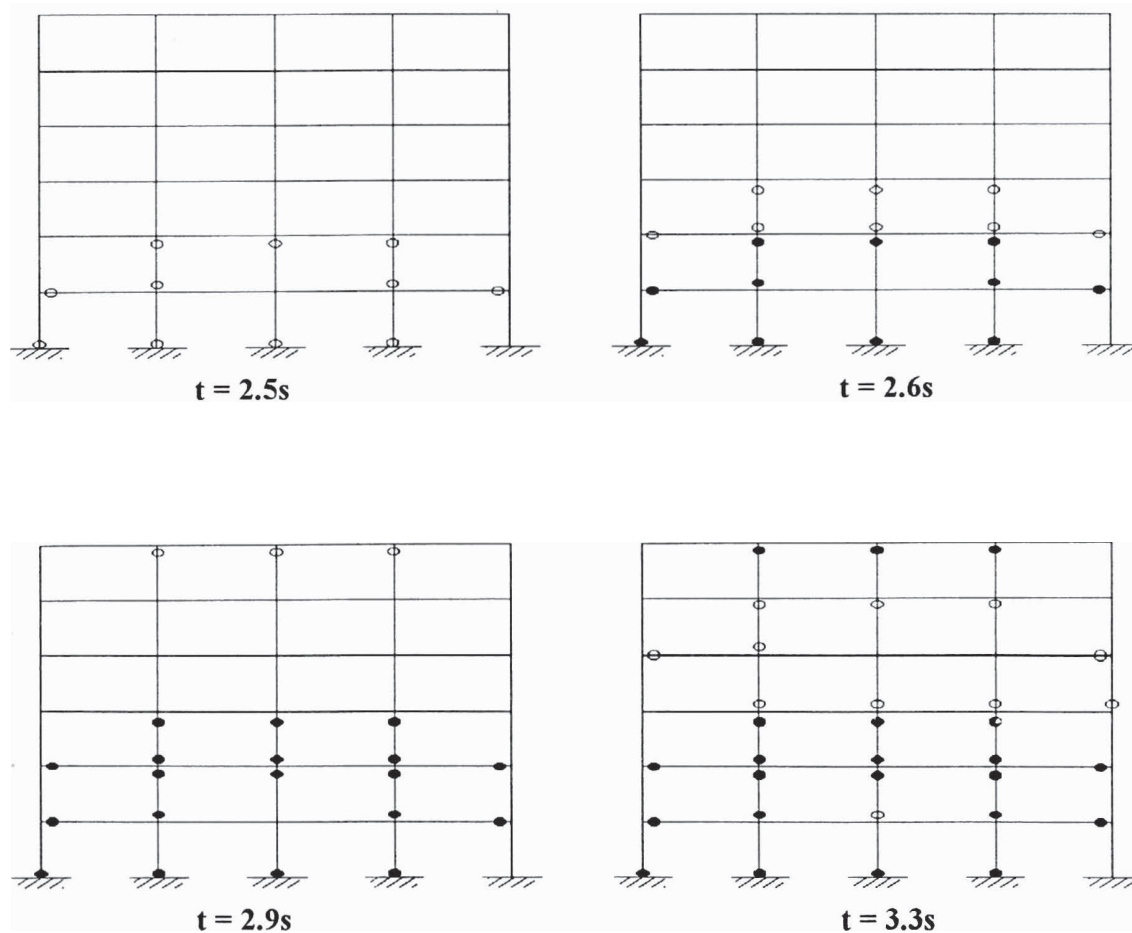 t = 2.5s
t = 2.6s
t = 2.9s
t = 3.3s